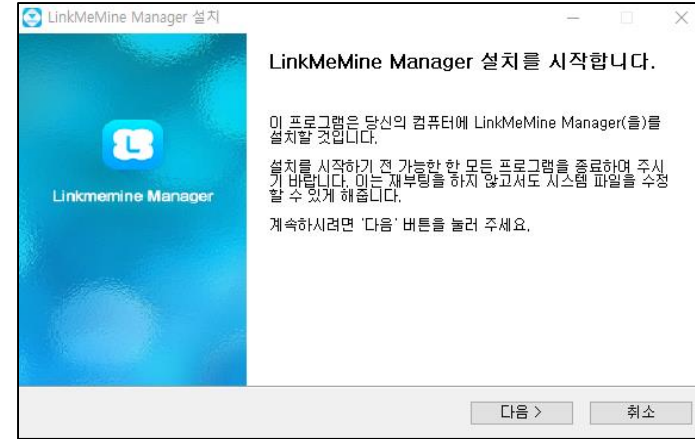 LinkMeMine Manager 설치
LinkMeMine Manager 설치를 시작합니다.
이 프로그램은 당신의 컴퓨터에 LinkMeMine Manager(을)를
설치할 것입니다.
설치를 시작하기 전 가능한 한 모든 프로그램을 종료하여 주시
기 바랍니다. 이는 재부팅을 하지 않고서도 시스템 파일을 수정
할 수 있게 해줍니다.
계속하시려면 '다음' 버튼을 눌러 주세요.
L
Linkmemine Manager
다음 >
취소